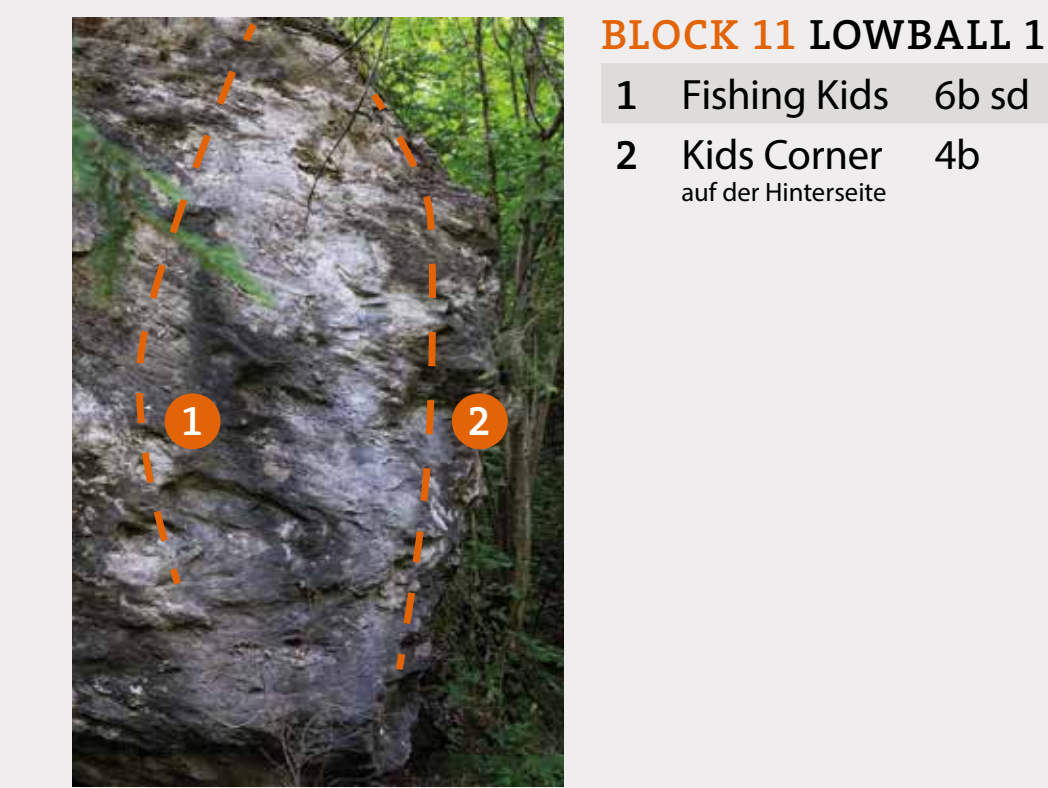 BLOCK 11 LOWBALL 1
1 Fishing Kids 6b sd
2 Kids Corner 4b
auf der Hinterseite
1
2